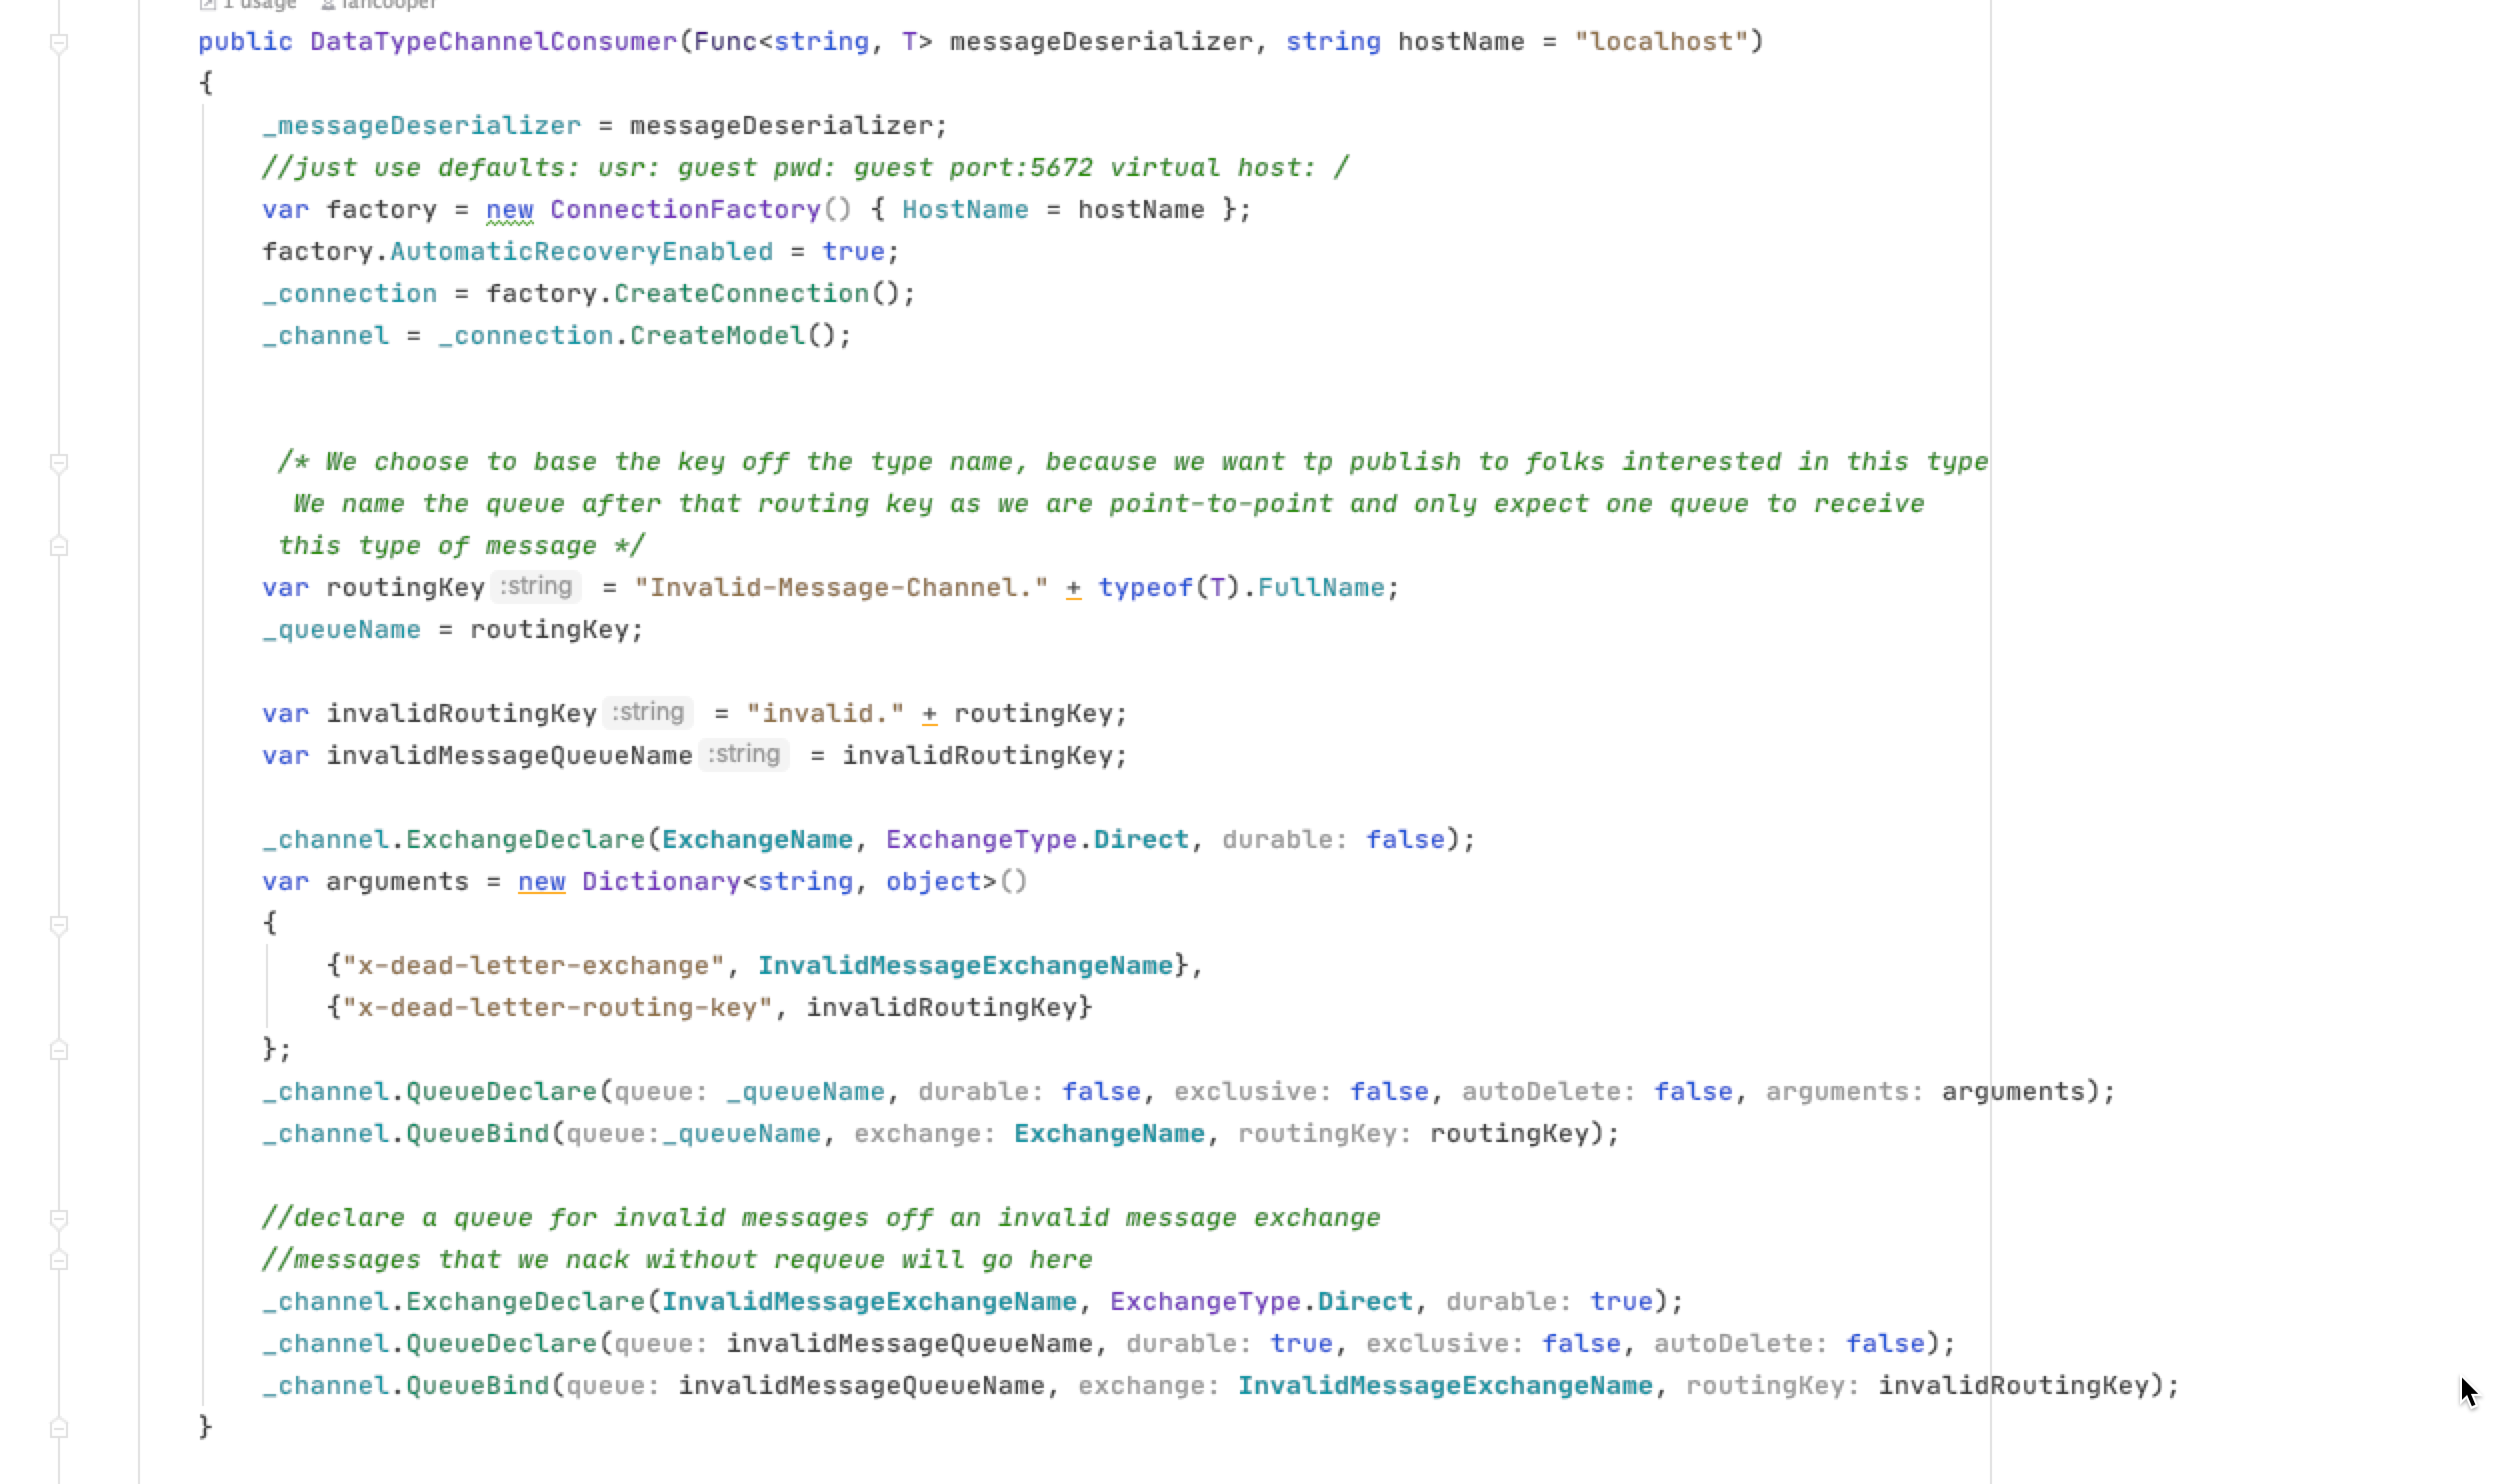 1 usage iancooper
public DataTypeChannelConsumer(Func<string, T> messageDeserializer, string hostName = "localhost")
{
_messageDeserializer = messageDeserializer;
//just use defaults: usr: guest pwd: guest port:5672 virtual host: /
var factory = new ConnectionFactory() { HostName = hostName };
factory.AutomaticRecoveryEnabled = true;
_connection = factory.CreateConnection();
_channel = _connection.CreateModel();
/* We choose to base the key off the type name, because we want tp publish to folks interested in this type
We name the queue after that routing key as we are point-to-point and only expect one queue to receive
this type of message */
var routingKey :string = "Invalid-Message-Channel." + typeof(T).FullName;
_queueName = routingKey;
var invalidRoutingKey :string = "invalid." + routingKey;
var invalidMessageQueueName :string = invalidRoutingKey;
_channel.ExchangeDeclare(ExchangeName, ExchangeType.Direct, durable: false);
var arguments = new Dictionary<string, object>()
{
{"x-dead-letter-exchange", InvalidMessageExchangeName},
{"x-dead-letter-routing-key", invalidRoutingKey}
};
_channel.QueueDeclare(queue: _queueName, durable: false, exclusive: false, autoDelete: false, arguments: arguments);
_channel.QueueBind(queue:_queueName, exchange: ExchangeName, routingKey: routingKey);
//declare a queue for invalid messages off an invalid message exchange
//messages that we nack without requeue will go here
_channel.ExchangeDeclare(InvalidMessageExchangeName, ExchangeType.Direct, durable: true);
_channel.QueueDeclare(queue: invalidMessageQueueName, durable: true, exclusive: false, autoDelete: false);
_channel.QueueBind(queue: invalidMessageQueueName, exchange: InvalidMessageExchangeName, routingKey: invalidRoutingKey);
}